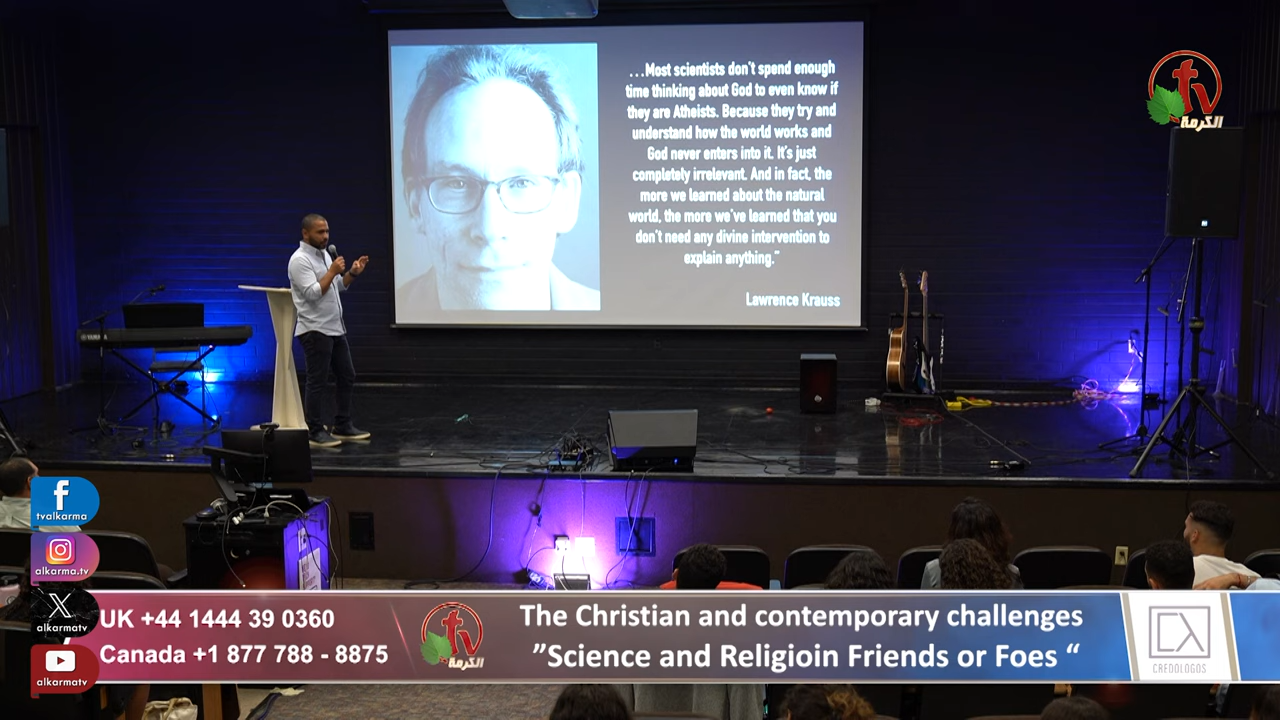 ...Most scientists don't spend enough
time thinking about God to even know if
they are Atheists. Because they try and
understand how the world works and
God never enters into it. It's just
completely irrelevant. And in fact, the
more we learned about the natural
world, the more we've learned that you
don't need any divine intervention to
explain anything."
Lawrence Krauss
tv
الكرمة
YAMAHA
tvalkarma
alkarma.tv
alkarmatv
alkarmatv
UK +44 1444 39 0360
Canada +1 877 788 - 8875
tv
الكرمة
The Christian and contemporary challenges
”Science and Religioin Friends or Foes “
CREDOLOGOS